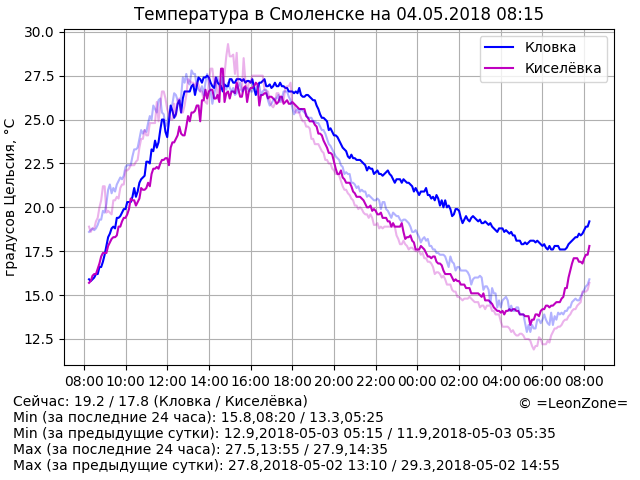 Температура в Смоленске на 04.05.2018 08:15
градусов Цельсия, °C
30.0
27.5
25.0
22.5
20.0
17.5
15.0
12.5
Кловка
Киселёвка
08:00 10:00 12:00 14:00 16:00 18:00 20:00 22:00 00:00 02:00 04:00 06:00 08:00
Сейчас: 19.2 / 17.8 (Кловка / Киселёвка)
© =LeonZone=
Min (за последние 24 часа): 15.8,08:20 / 13.3,05:25
Min (за предыдущие сутки): 12.9,2018-05-03 05:15 / 11.9,2018-05-03 05:35
Max (за последние 24 часа): 27.5,13:55 / 27.9,14:35
Max (за предыдущие сутки): 27.8,2018-05-02 13:10 / 29.3,2018-05-02 14:55